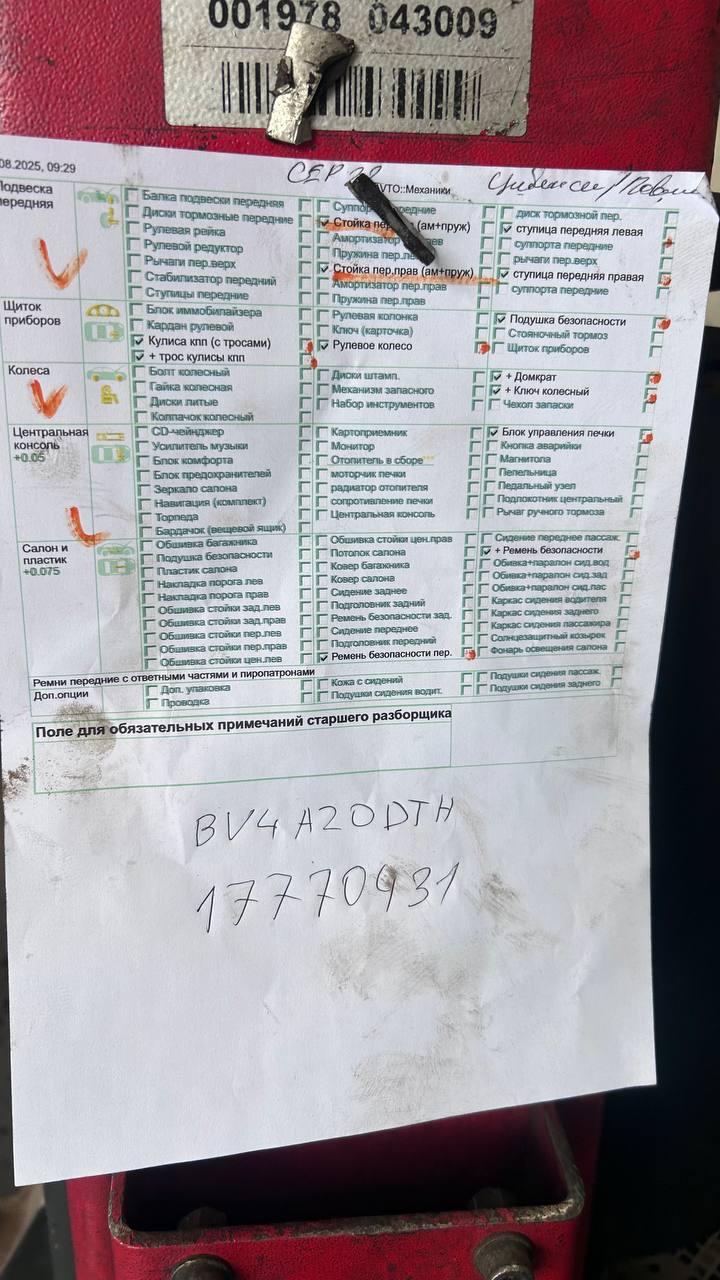 001978 043009
08.2025, 09:29
АVТО::Механики
Подвеска передняя
Балка подвески передняя
Диски тормозные передние
Рулевая рейка
Рулевой редуктор
Рычаги пер.верх
Стабилизатор передний
Ступицы передние
Стойка пер (ам+пруж)
Амортизатор
Пружина пер
Стойка пер.прав (ам+пруж)
Амортизатор пер.прав
Пружина пер.прав
диск тормозной пер.
ступица передняя левая
суппорта передние
рычаги пер.верх
ступица передняя правая
суппорта передние
Щиток приборов
Блок иммобилайзера
Кардан рулевой
Кулиса кпп (с тросами)
+ трос кулисы кпп
Рулевая колонка
Ключ (карточка)
Рулевое колесо
Подушка безопасности
Стояночный тормоз
Щиток приборов
Колеса
Болт колесный
Гайка колесная
Диски литые
Колпачок колесный
Диски штамп.
Механизм запасного
Набор инструментов
+ Домкрат
+ Ключ колесный
Чехол запаски
Центральная консоль
+0.05
CD-чейнджер
Усилитель музыки
Блок комфорта
Блок предохранителей
Зеркало салона
Навигация (комплект)
Торпеда
Бардачок (вещевой ящик)
Картоприемник
Монитор
Отопитель в сборе
моторчик печки
радиатор отопителя
сопротивление печки
Центральная консоль
Блок управления печки
Кнопка аварийки
Магнитола
Пепельница
Педальный узел
Подлокотник центральный
Рычаг ручного тормоза
Салон и пластик
+0.075
Обшивка багажника
Подушка безопасности
Пластик салона
Накладка порога лев
Накладка порога прав
Обшивка стойки зад.лев
Обшивка стойки зад.прав
Обшивка стойки пер.лев
Обшивка стойки пер.прав
Обшивка стойки цен.лев
Обшивка стойки цен.прав
Потолок салона
Ковер багажника
Ковер салона
Сидение заднее
Подголовник задний
Ремень безопасности зад.
Сидение переднее
Подголовник передний
Ремень безопасности пер.
Сидение переднее пассаж.
+ Ремень безопасности
Обивка+паралон сид.вод
Обивка+паралон сид.зад
Обивка+паралон сид.пас
Каркас сидения водителя
Каркас сидения заднего
Каркас сидения пассажира
Солнцезащитный козырек
Фонарь освещения салона
Ремни передние с ответными частями и пиропатронами
Доп.опции
Доп. упаковка
Проводка
Кожа с сидений
Подушки сидения водит.
Подушки сидения пассаж.
Подушки сидения заднего
Поле для обязательных примечаний старшего разборщика
BV4A20DTH
17770931